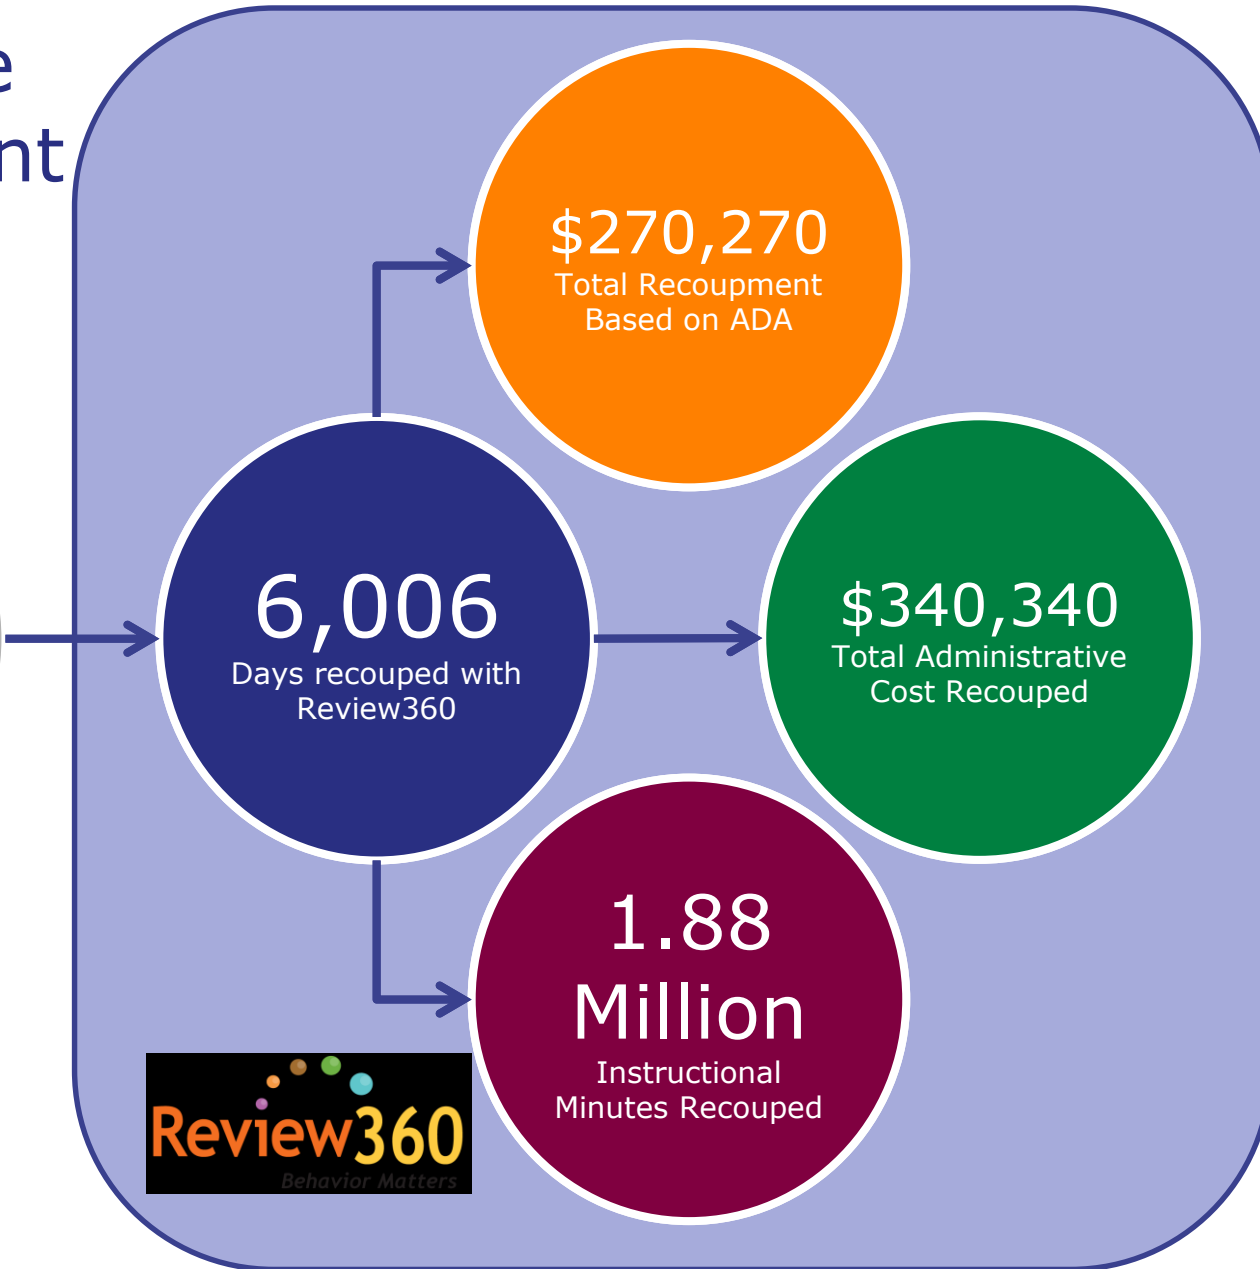 e
nt
$270,270
Total Recoupment
Based on ADA
6,006
Days recouped with
Review360
$340,340
Total Administrative
Cost Recouped
1.88
Million
Instructional
Minutes Recouped
Review360
Behavior Matters